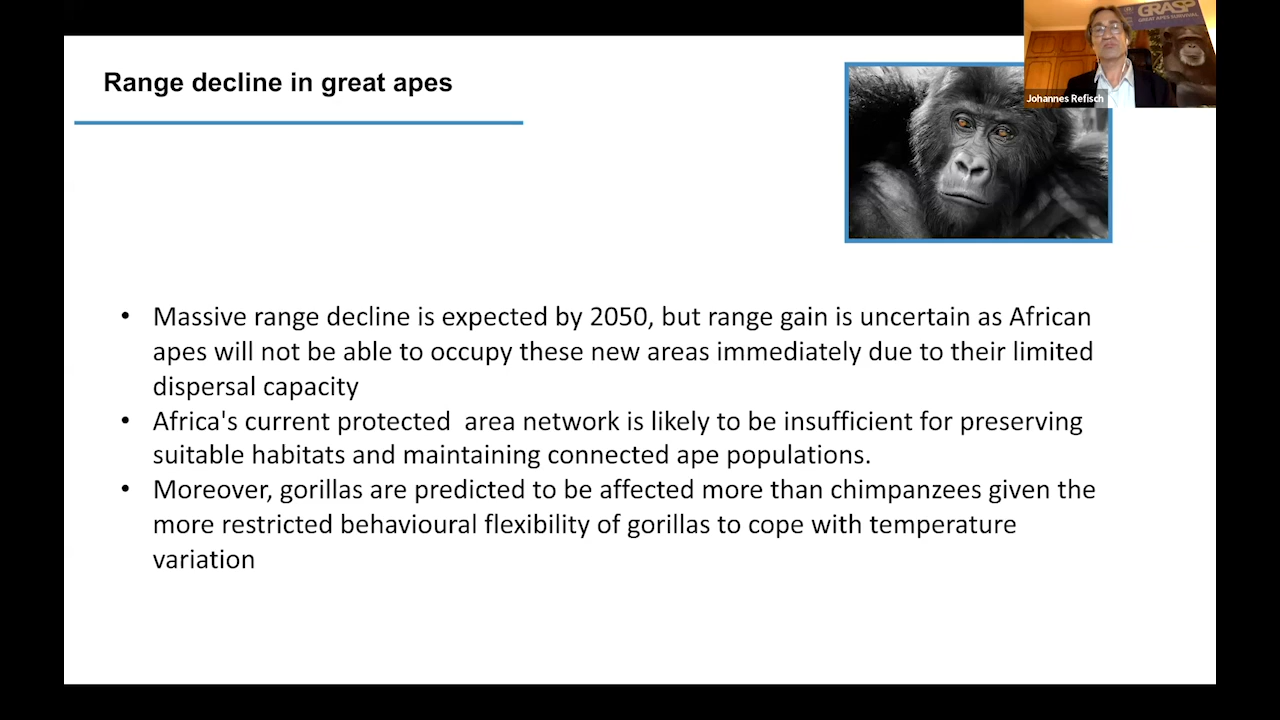 Range decline in great apes
GRASP
GREAT APES SURVIVAL
Johannes Refisch
• Massive range decline is expected by 2050, but range gain is uncertain as African
apes will not be able to occupy these new areas immediately due to their limited
dispersal capacity
• Africa's current protected  area network is likely to be insufficient for preserving
suitable habitats and maintaining connected ape populations.
• Moreover, gorillas are predicted to be affected more than chimpanzees given the
more restricted behavioural flexibility of gorillas to cope with temperature
variation